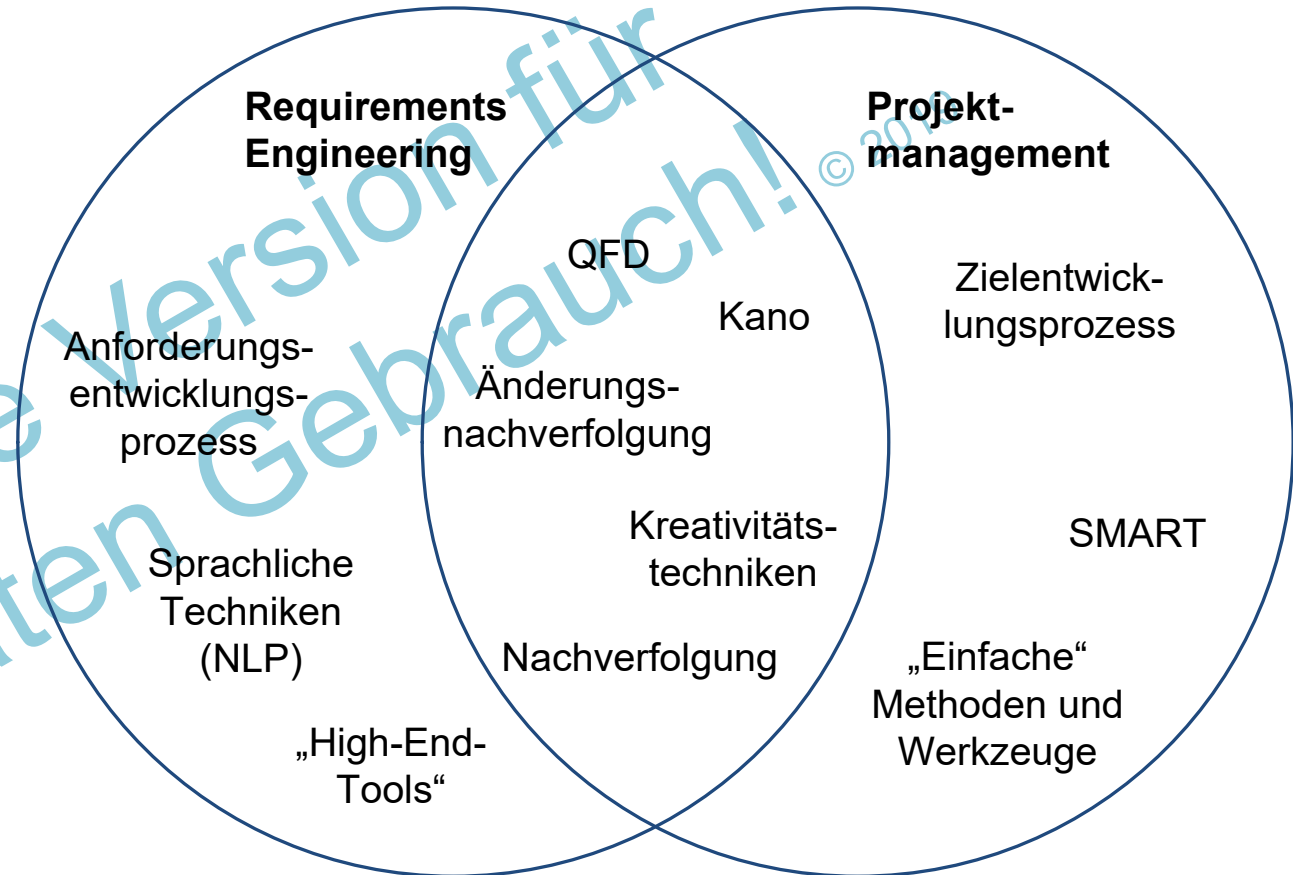 Requirements
Engineering
Anforderungs-
entwicklungs-
prozess
Sprachliche
Techniken
(NLP)
„High-End-
Tools“
QFD
Kano
Änderungs-
nachverfolgung
Kreativitäts-
techniken
Nachverfolgung
Projekt-
management
Zielentwick-
lungsprozess
SMART
„Einfache“
Methoden und
Werkzeuge
Version für
Gebrauch!